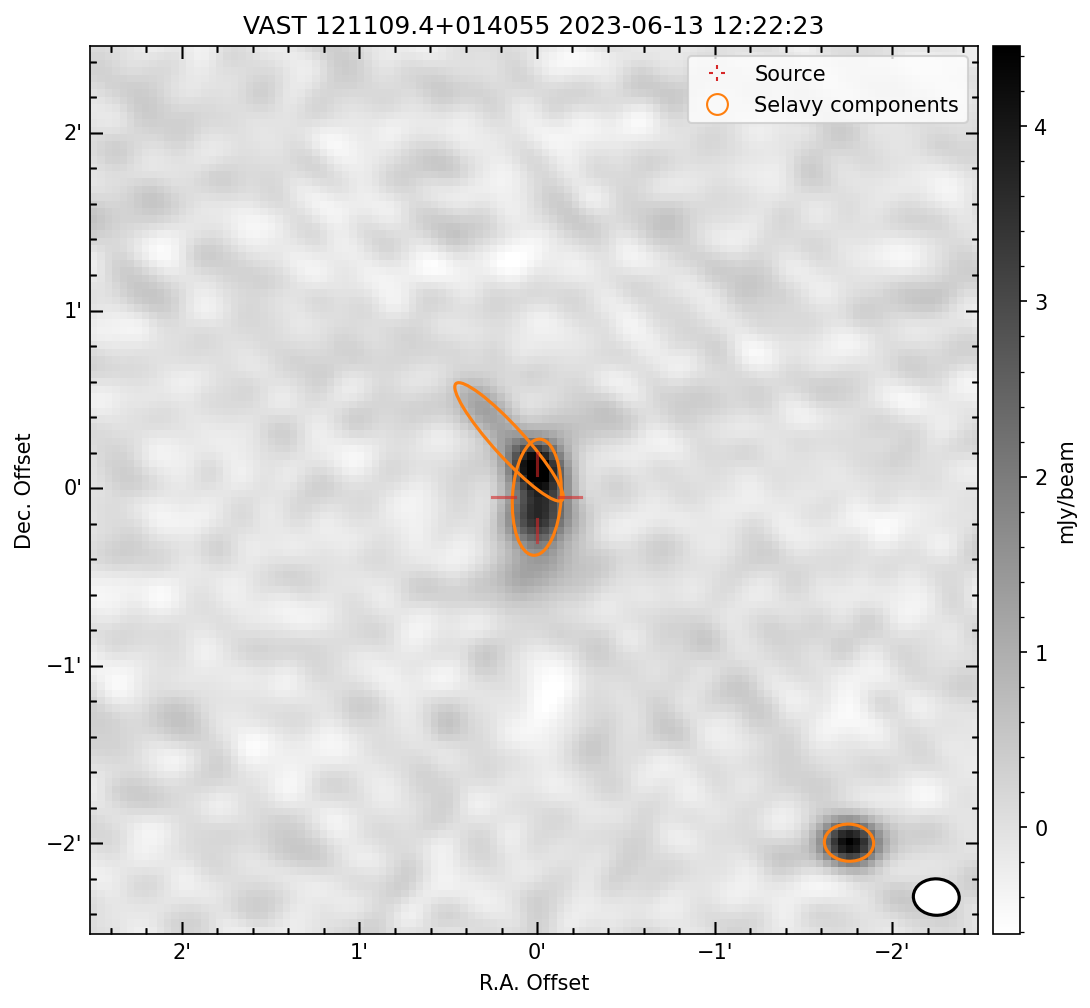 VAST 121109.4+014055 2023-06-13 12:22:23
Source
Selavy components
2'
1'
0'
−1'
−2'
Dec. Offset
2'
1'
0'
−1'
−2'
R.A. Offset
4
3
2
1
0
mJy/beam